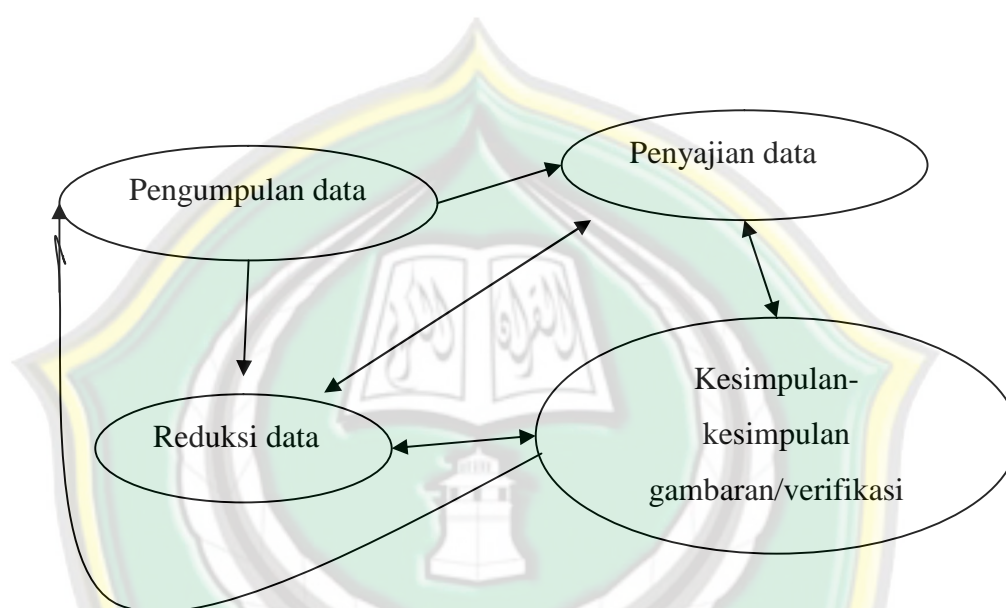 Pengumpulan data
Penyajian data
Reduksi data
Kesimpulan-
kesimpulan
gambaran/verifikasi